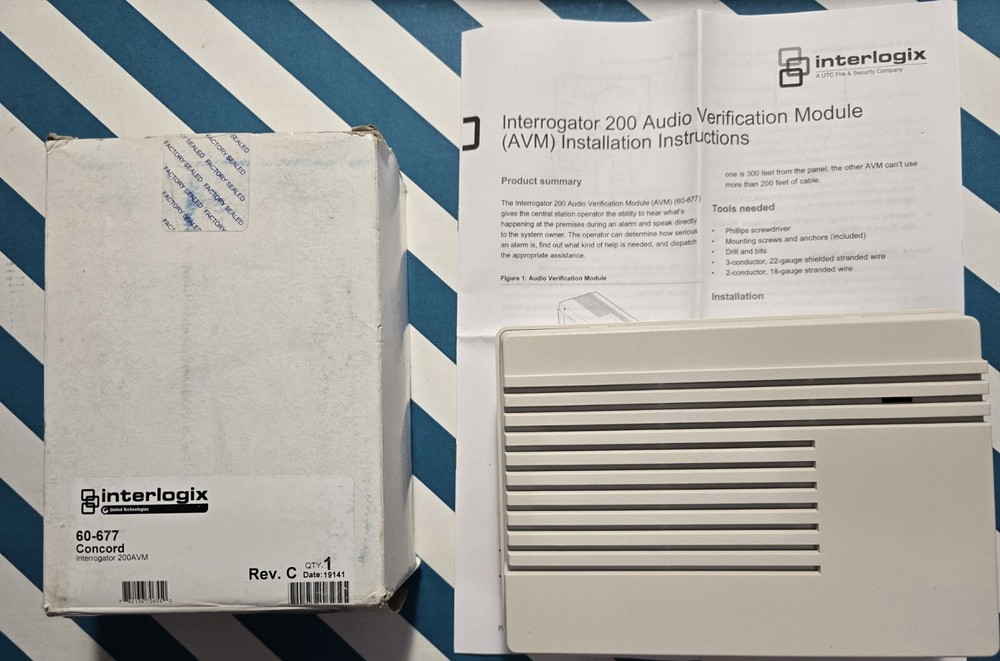 FACTORY SEALED FACTORY SEALED
FACTORY SEALED FACTORY SEALED
FACTORY SEALED FACTORY
FACTORY SEALED
FACT
interlogix
United Technologies
60-677
Concord
Interrogator 200AVM
Rev. C
QTY. 1
Date:19141
interlogix
A UTC Fire & Security Company
Interrogator 200 Audio Verification Module
(AVM) Installation Instructions
Product summary
The Interrogator 200 Audio Verification Module (AVM) (60-677)
gives the central station operator the ability to hear what's
happening at the premises during an alarm and speak directly
to the system owner. The operator can determine how serious
an alarm is, find out what kind of help is needed, and dispatch
the appropriate assistance.
Figure 1: Audio Verification Module
one is 300 feet from the panel, the other AVM can't use
more than 200 feet of cable.
Tools needed
• Phillips screwdriver
• Mounting screws and anchors (included)
• Drill and bits
• 3-conductor, 22-gauge shielded stranded wire
• 2-conductor, 18-gauge stranded wire
Installation